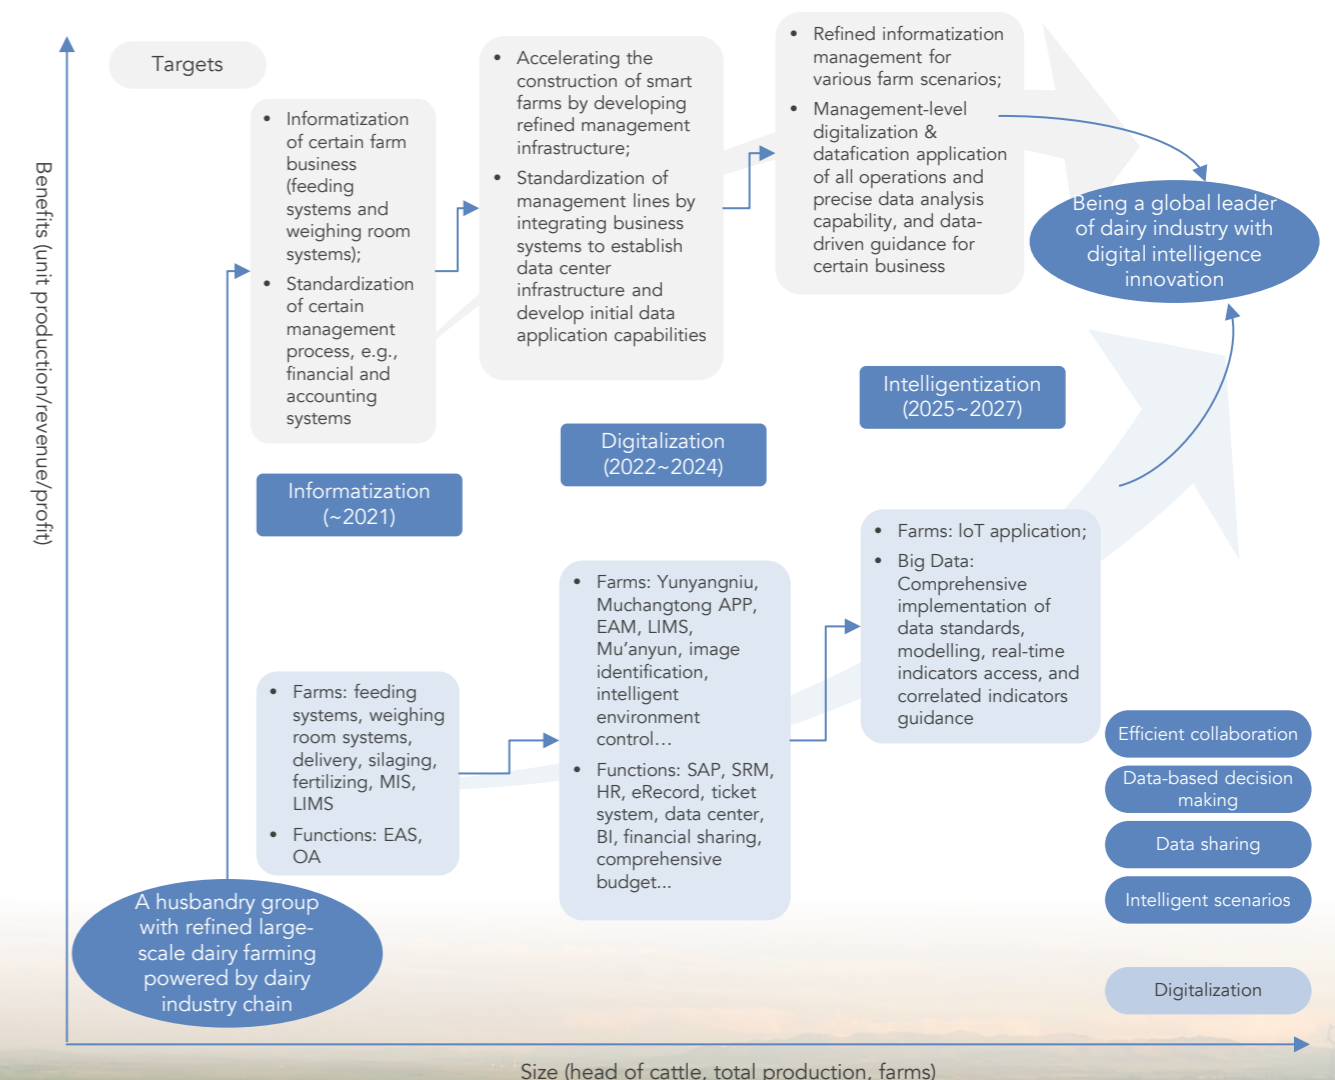 Targets
Benefits (unit production/revenue/profit)
• Informatization
of certain farm
business
(feeding
systems and
weighing room
systems);
• Standardization
of certain
management
process, e.g.,
financial and
accounting
systems
• Accelerating the
construction of smart
farms by developing
refined management
infrastructure;
• Standardization of
management lines by
integrating business
systems to establish
data center
infrastructure and
develop initial data
application capabilities
• Refined informatization
management for
various farm scenarios;
• Management-level
digitalization &
datafication application
of all operations and
precise data analysis
capability, and data-
driven guidance for
certain business
Being a global leader
of dairy industry with
digital intelligence
innovation
Informatization
(~2021)
Digitalization
(2022~2024)
Intelligentization
(2025~2027)
• Farms: feeding
systems, weighing
room systems,
delivery, silaging,
fertilizing, MIS,
LIMS
• Functions: EAS,
OA
• Farms: Yunyangniu,
Muchangtong APP,
EAM, LIMS,
Mu'anyun, image
identification,
intelligent
environment
control...
• Functions: SAP, SRM,
HR, eRecord, ticket
system, data center,
BI, financial sharing,
comprehensive
budget...
• Farms: IoT application;
• Big Data:
Comprehensive
implementation of
data standards,
modelling, real-time
indicators access, and
correlated indicators
guidance
Efficient collaboration
Data-based decision
making
Data sharing
Intelligent scenarios
Digitalization
A husbandry group
with refined large-
scale dairy farming
powered by dairy
industry chain
Size (head of cattle, total production, farms)